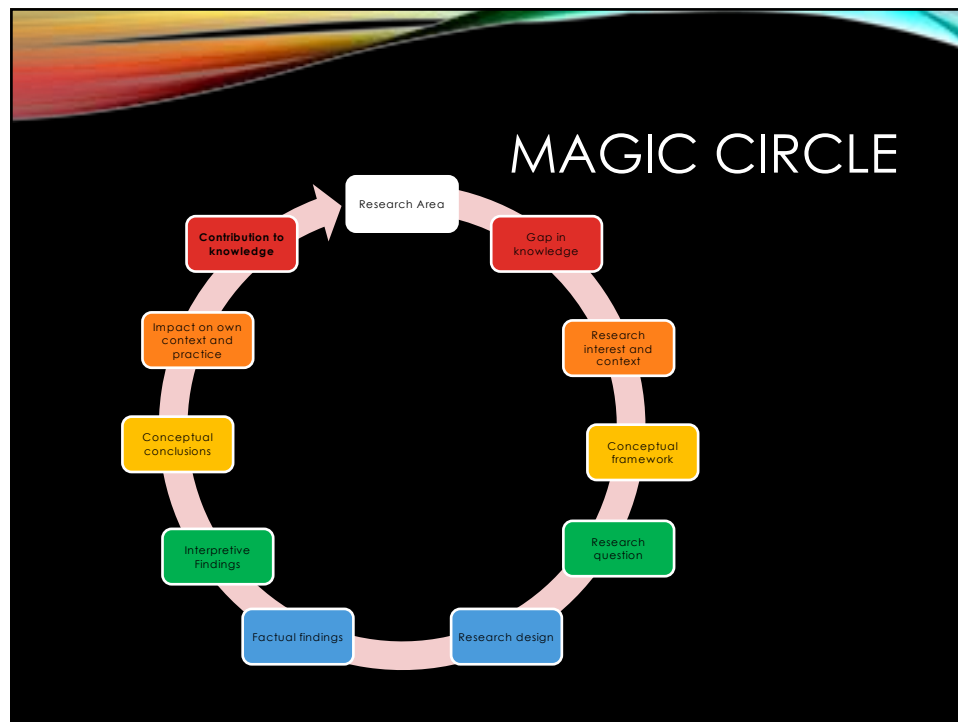 MAGIC CIRCLE
Research Area
Gap in
knowledge
Research
interest and
context
Conceptual
framework
Research
question
Research design
Factual findings
Interpretive
Findings
Conceptual
conclusions
Impact on own
context and
practice
Contribution to
knowledge